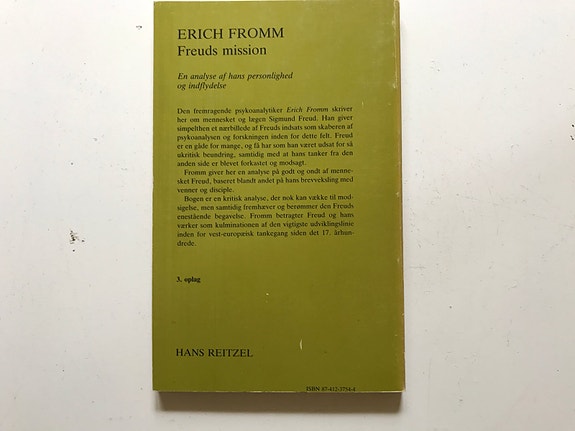 ERICH FROMM
Freuds mission
En analyse af hans personlighed
og indflydelse
Den fremragende psykoanalytiker Erich Fromm skriver
her om mennesket og lægen Sigmund Freud. Han giver
simpelthen et nærbillede af Freuds indsats som skaberen af
psykoanalysen og forskningen inden for dette felt. Freud
er en gåde for mange, og få har som han været udsat for så
ukritisk beundring, samtidig med at hans tanker fra den
anden side er blevet forkastet og modsagt.
Fromm giver her en analyse på godt og ondt af menne-
sket Freud, baseret blandt andet på hans brevveksling med
venner og disciple.
Bogen er en kritisk analyse, der nok kan vække til mod-
sigelse, men samtidig fremhæver og berømmer den Freuds
enestående begavelse. Fromm betragter Freud og hans
værker som kulminationen af den vigtigste udviklingslinie
inden for vest-europæisk tankegang siden det 17. århun-
drede.
3. oplag
HANS REITZEL
ISBN 87-412-3754-4